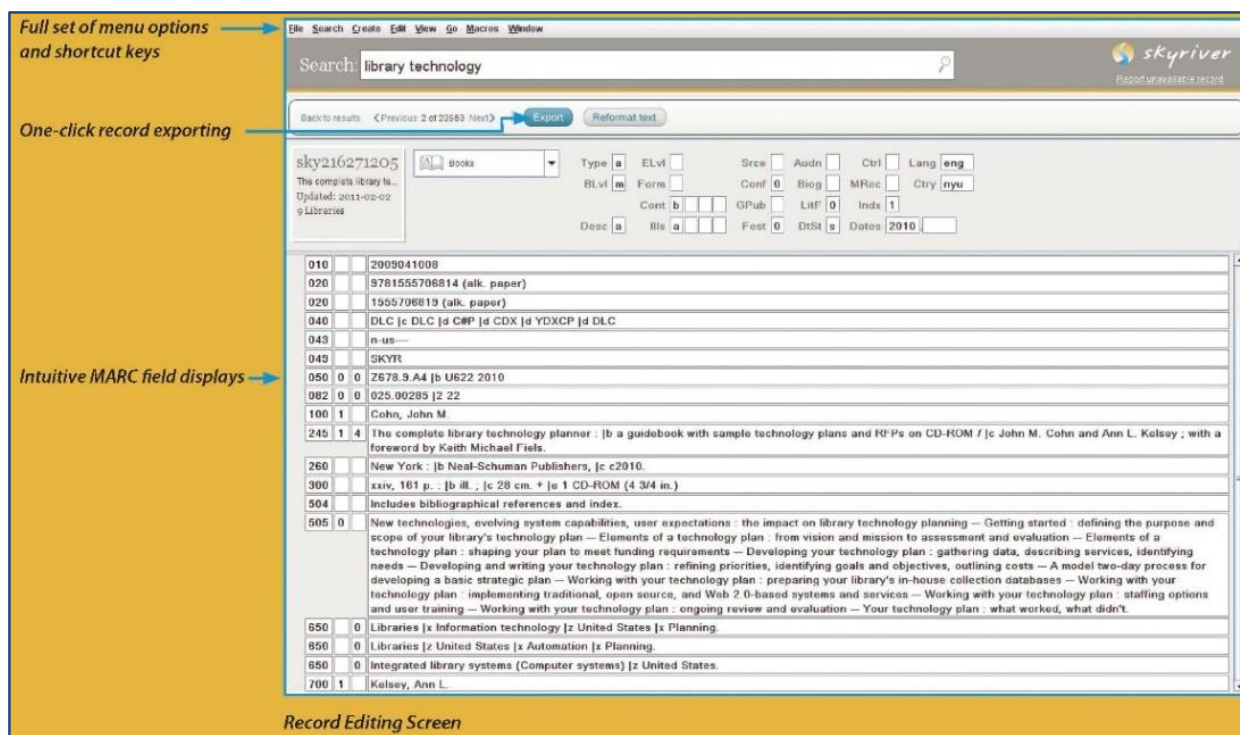 Full set of menu options
and shortcut keys
File Search Create Edit View Go Macros Window
Search: library technology
skyriver
Report unavailable record
One-click record exporting
Back to results <Previous 2 of 23593 Next> Export Reformat text
sky216271205
The complete library te...
Updated: 2011-02-02
9 Libraries
Books
Type a ELvl Srce Audn Ctrl Lang eng
BLvl m Form Conf 0 Biog MRec Ctry nyu
Cont b GPub LitF 0 Indx 1
Desc a Ills a Fest 0 DtSt s Dates 2010 ,
010 2009041008
020 9781555706814 (alk. paper)
020 1555706819 (alk. paper)
040 DLC |c DLC |d C#P |d CDX |d YDXCP |d DLC
043 n-us---
049 SKYR
Intuitive MARC field displays
050 0 0 Z678.9.A4 |b U622 2010
082 0 0 025.00285 |2 22
100 1 Cohn, John M.
245 1 4 The complete library technology planner : |b a guidebook with sample technology plans and RFPs on CD-ROM / |c John M. Cohn and Ann L. Kelsey ; with a
foreword by Keith Michael Fiels.
260 New York : |b Neal-Schuman Publishers, |c c2010.
300 xxiv, 161 p. : |b ill. ; |c 28 cm. + |e 1 CD-ROM (4 3/4 in.)
504 Includes bibliographical references and index.
505 0 New technologies, evolving system capabilities, user expectations : the impact on library technology planning -- Getting started : defining the purpose and
scope of your library's technology plan -- Elements of a technology plan : from vision and mission to assessment and evaluation -- Elements of a
technology plan : shaping your plan to meet funding requirements -- Developing your technology plan : gathering data, describing services, identifying
needs -- Developing and writing your technology plan : refining priorities, identifying goals and objectives, outlining costs -- A model two-day process for
developing a basic strategic plan -- Working with your technology plan : preparing your library's in-house collection databases -- Working with your
technology plan : implementing traditional, open source, and Web 2.0-based systems and services -- Working with your technology plan : staffing options
and user training -- Working with your technology plan : ongoing review and evaluation -- Your technology plan : what worked, what didn't.
650 0 Libraries |x Information technology |z United States |x Planning.
650 0 Libraries |z United States |x Automation |x Planning.
650 0 Integrated library systems (Computer systems) |z United States.
700 1 Kelsey, Ann L.
Record Editing Screen